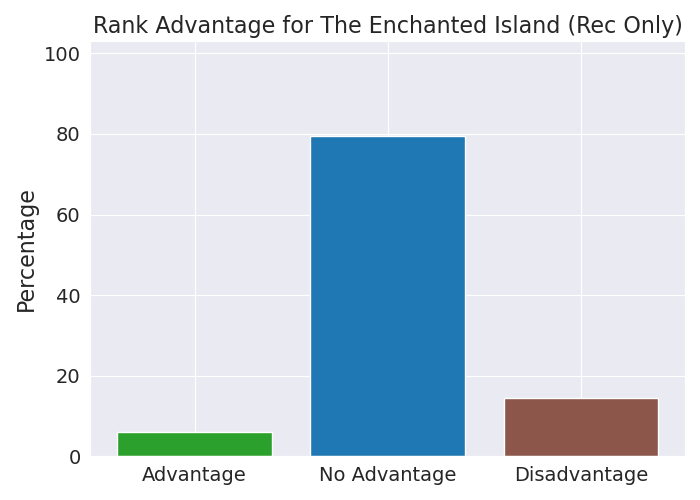 Rank Advantage for The Enchanted Island (Rec Only)
Percentage
100
80
60
40
20
0
Advantage
No Advantage
Disadvantage